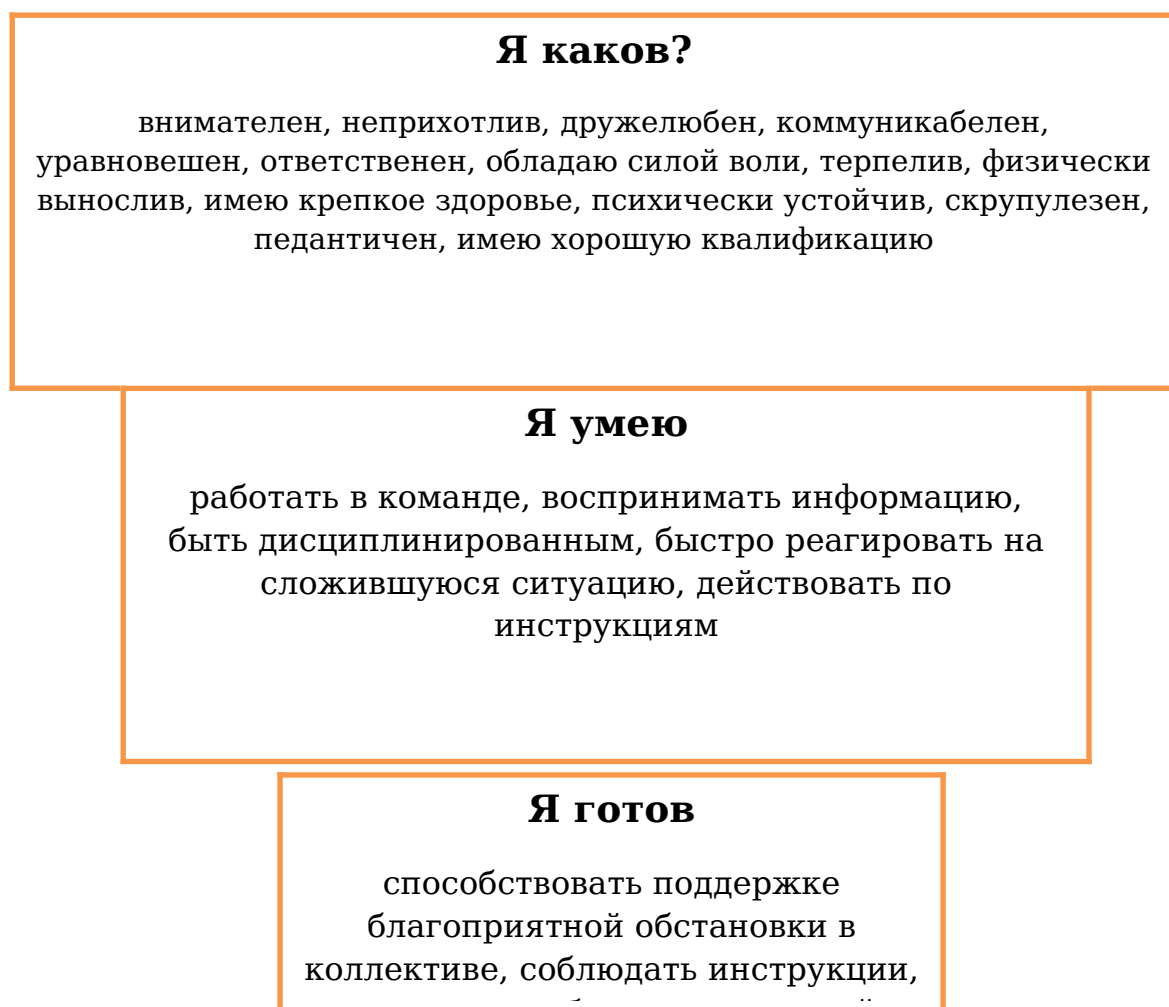 Я каков?
внимателен, неприхотлив, дружелюбен, коммуникабелен,
уравновешен, ответственен, обладаю силой воли, терпелив, физически
вынослив, имею крепкое здоровье, психически устойчив, скрупулезен,
педантичен, имею хорошую квалификацию
Я умею
работать в команде, воспринимать информацию,
быть дисциплинированным, быстро реагировать на
сложившуюся ситуацию, действовать по
инструкциям
Я готов
способствовать поддержке
благоприятной обстановки в
коллективе, соблюдать инструкции,